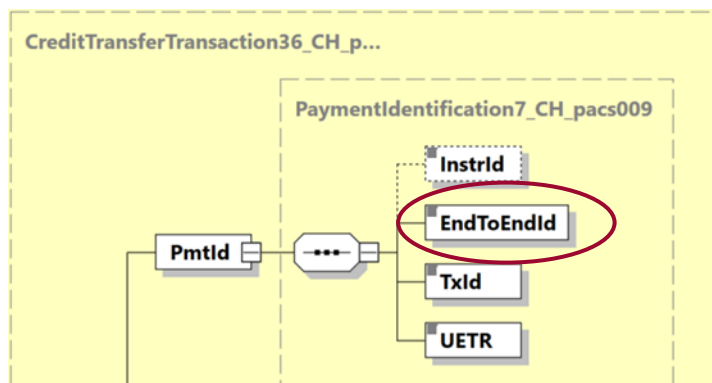 CreditTransferTransaction36_CH_p...
PaymentIdentification7_CH_pacs009
InstrId
EndToEndId
PmtId
TxId
UETR